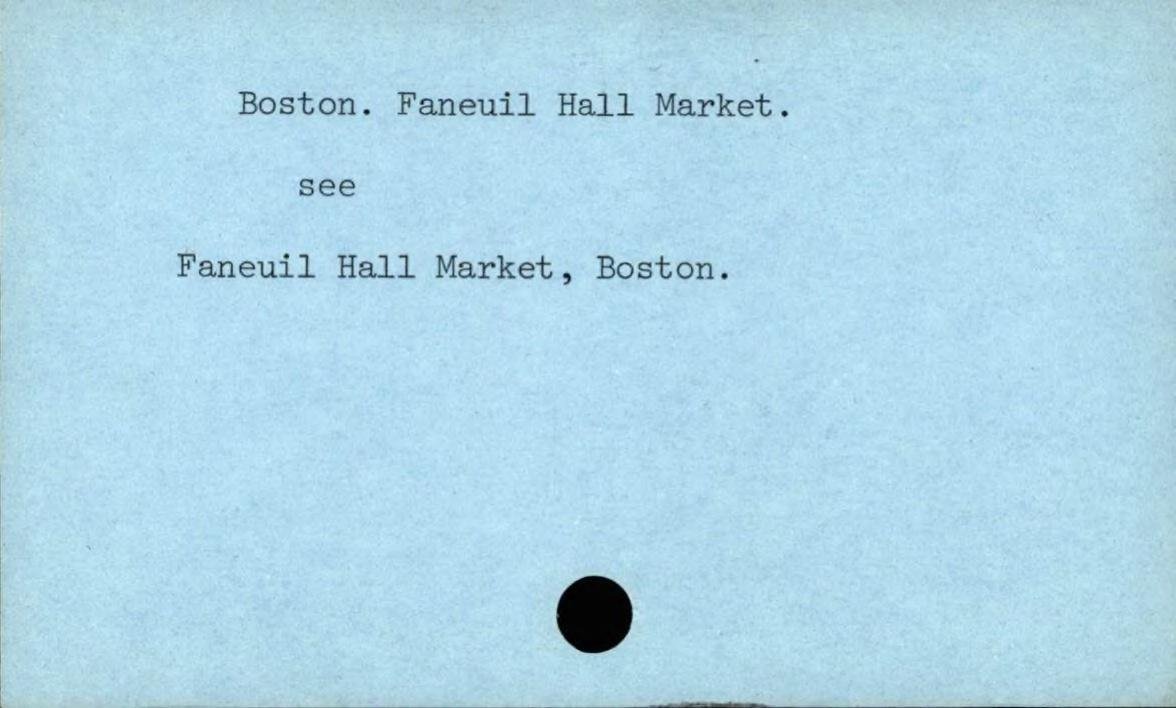 Boston. Faneuil Hall Market.
see
Faneuil Hall Market, Boston.